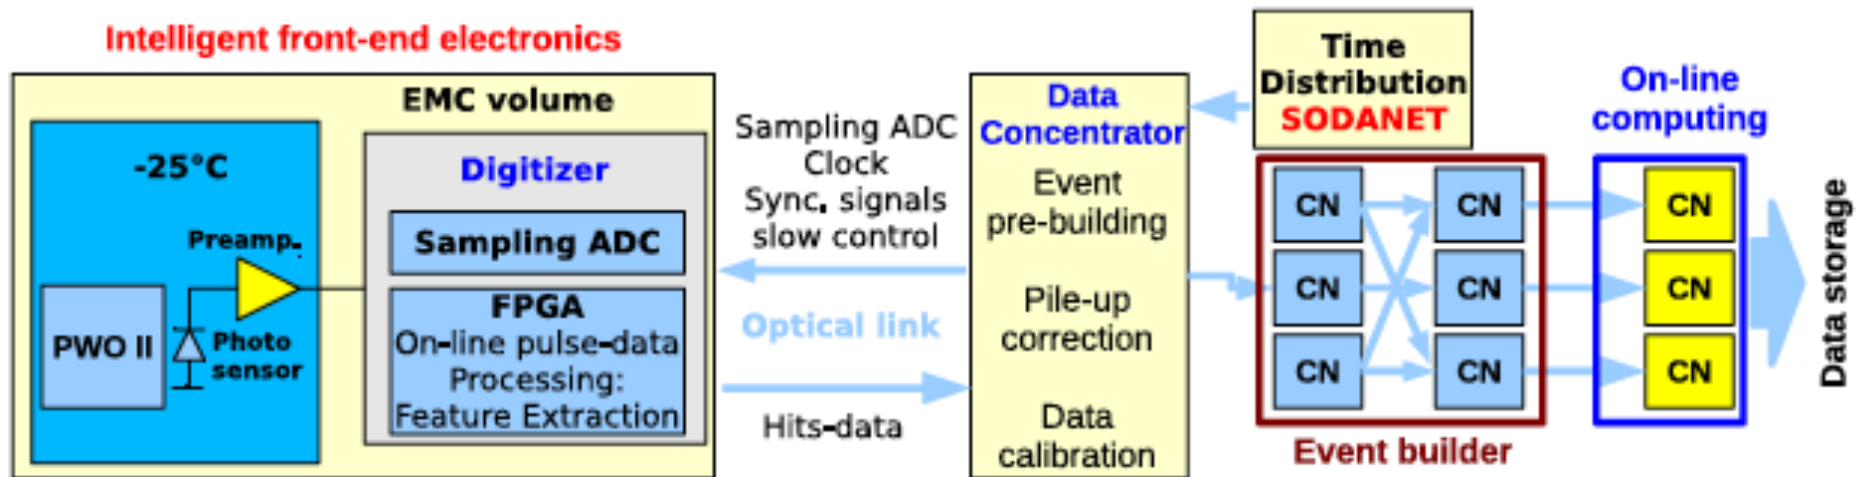 Intelligent front-end electronics
EMC volume
-25°C
Preamp.
PWO II
Photo
sensor
Digitizer
Sampling ADC
FPGA
On-line pulse-data
Processing:
Feature Extraction
Sampling ADC
Clock
Sync. signals
slow control
Optical link
Hits-data
Data
Concentrator
Event
pre-building
Pile-up
correction
Data
calibration
Time
Distribution
SODANET
CN CN
CN CN
CN CN
Event builder
On-line
computing
CN
CN
CN
Data storage